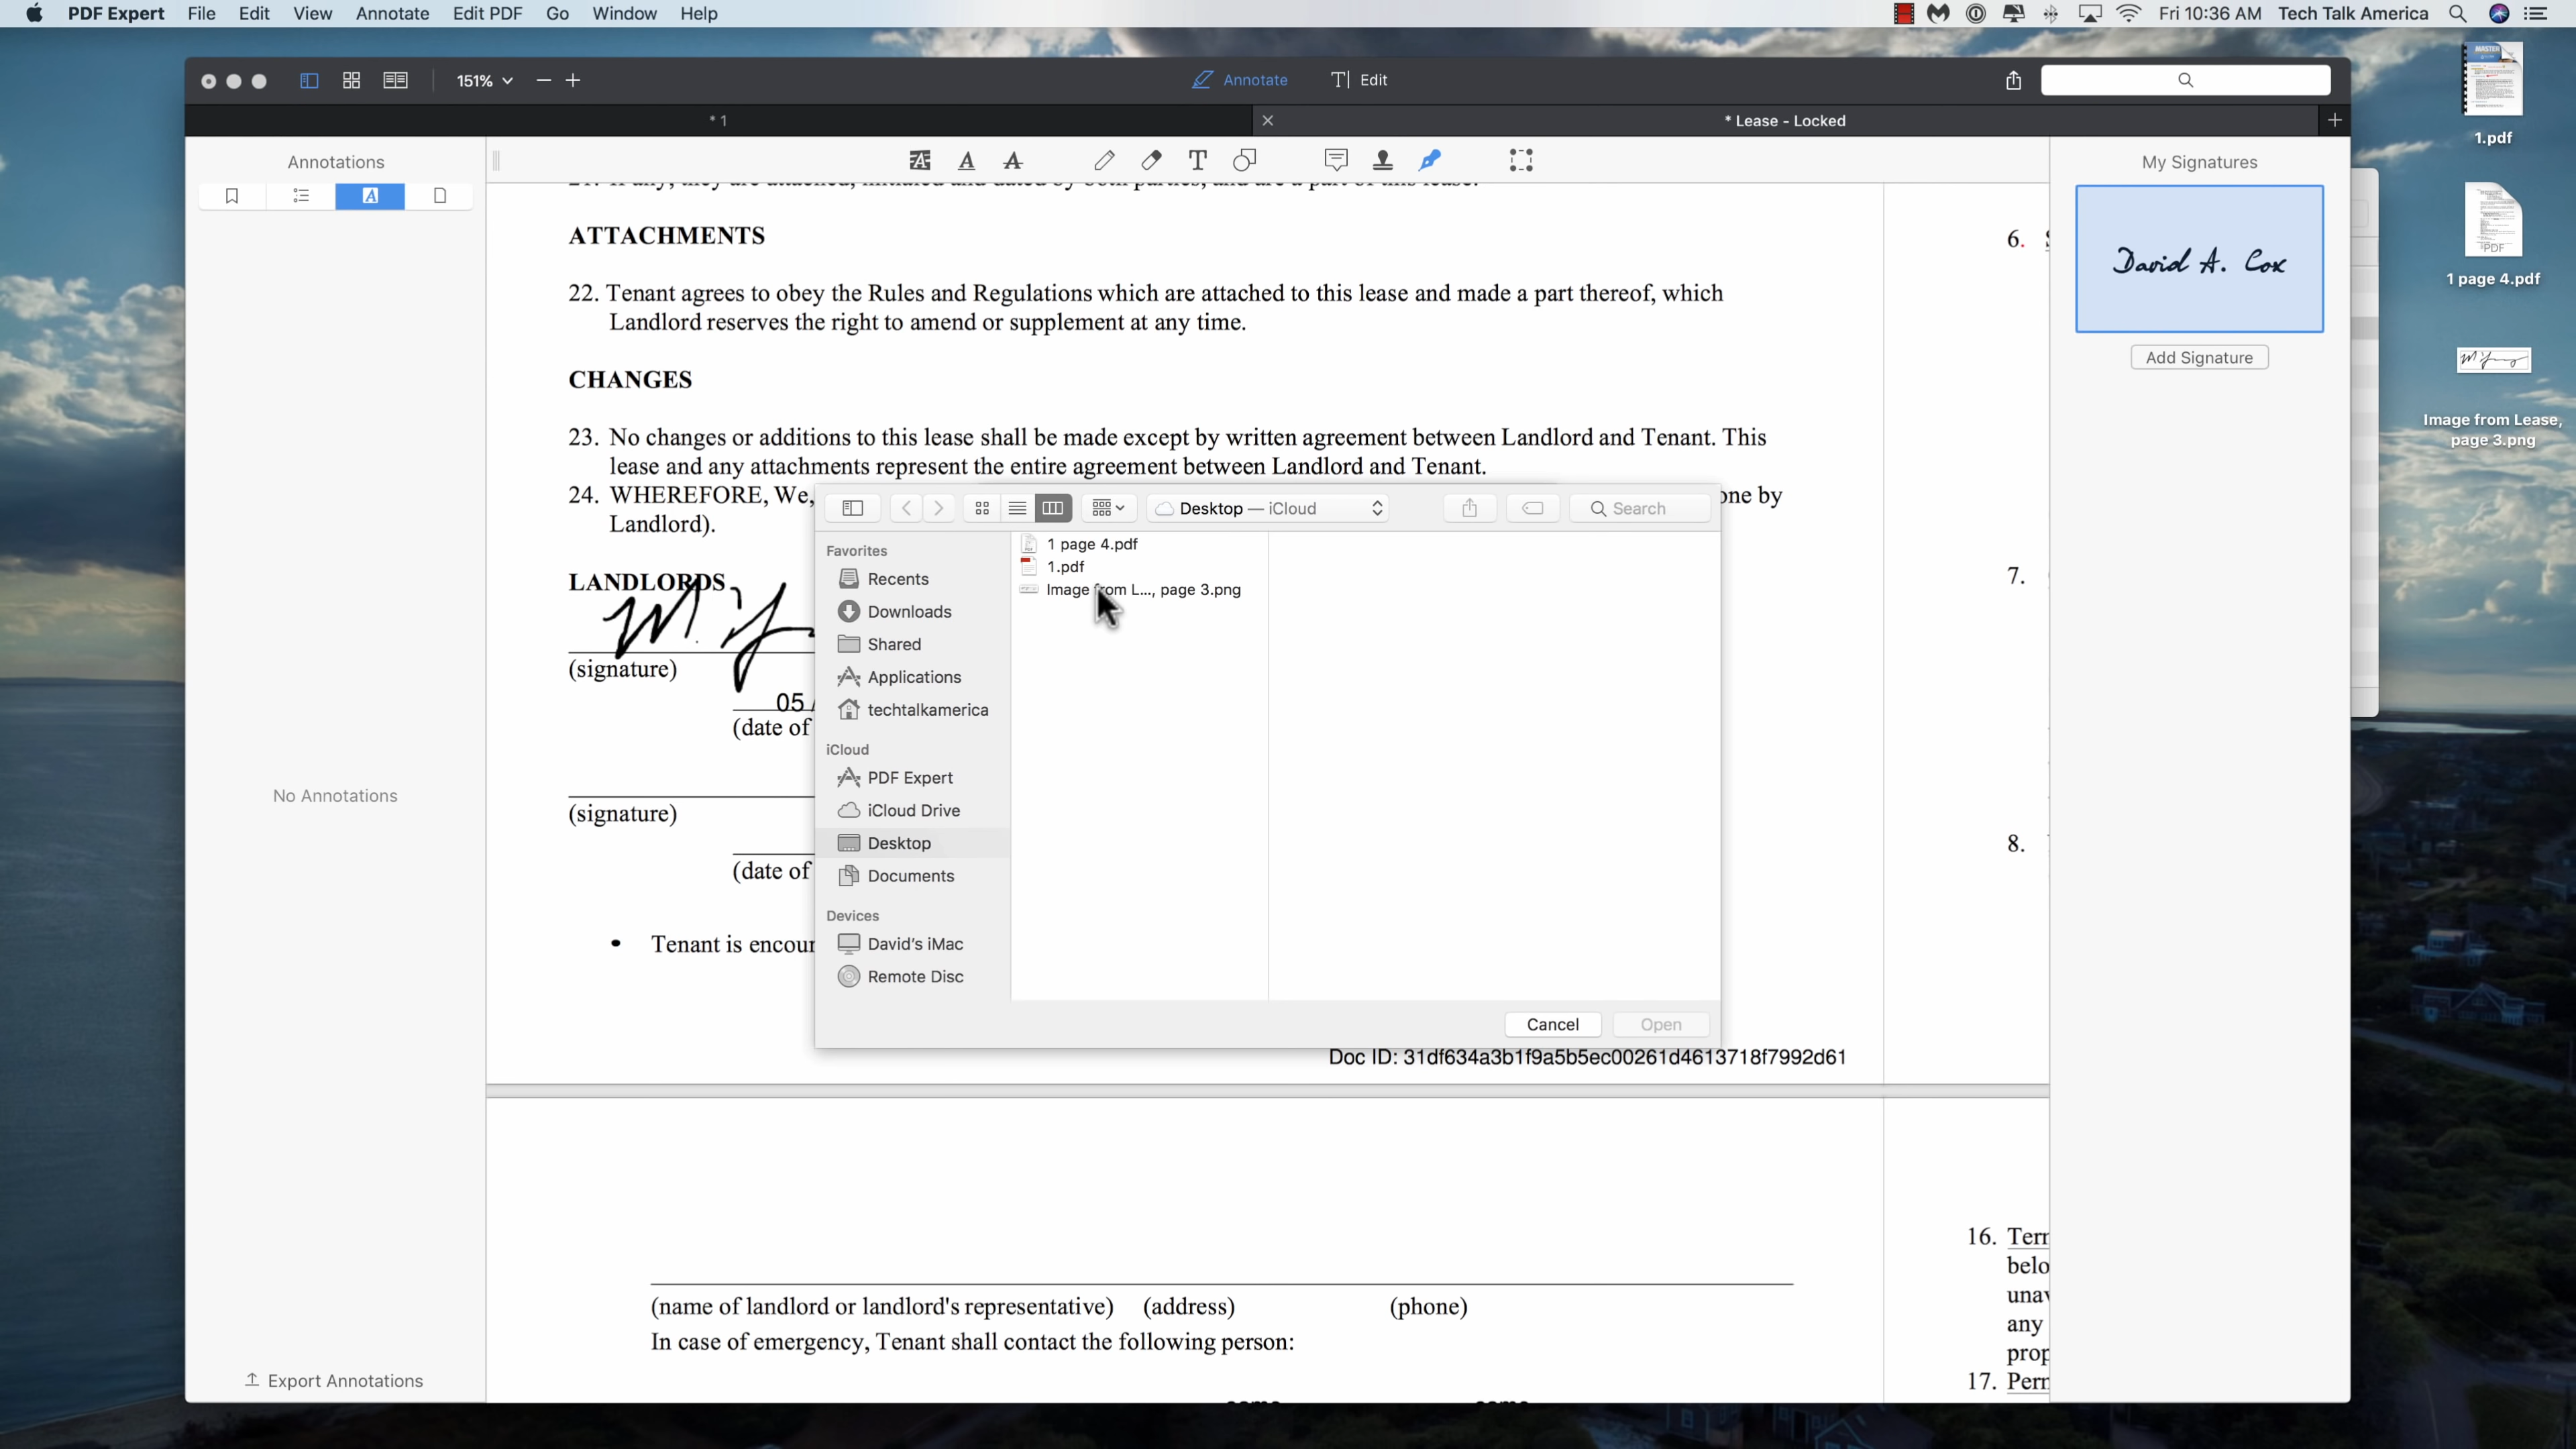 PDF Expert File Edit View Annotate Edit PDF Go Window Help Fri 10:36 AM Tech Talk America
151% Annotate Edit
* 1 * Lease - Locked
Annotations
No Annotations
Export Annotations
ATTACHMENTS
22. Tenant agrees to obey the Rules and Regulations which are attached to this lease and made a part thereof, which
Landlord reserves the right to amend or supplement at any time.
CHANGES
23. No changes or additions to this lease shall be made except by written agreement between Landlord and Tenant. This
lease and any attachments represent the entire agreement between Landlord and Tenant.
24. WHEREFORE, We, one by
Landlord).
LANDLORDS
(signature)
05 /
(date of
(signature)
(date of
• Tenant is encour
Doc ID: 31df634a3b1f9a5b5ec00261d4613718f7992d61
(name of landlord or landlord's representative) (address) (phone)
In case of emergency, Tenant shall contact the following person:
Desktop — iCloud Search
Favorites
Recents
Downloads
Shared
Applications
techtalkamerica
iCloud
PDF Expert
iCloud Drive
Desktop
Documents
Devices
David's iMac
Remote Disc
1 page 4.pdf
1.pdf
Image from L..., page 3.png
Cancel Open
6.
7.
8.
16. Terr
belo
unav
any
prop
17. Perr
My Signatures
David A. Cox
Add Signature
1.pdf
PDF
1 page 4.pdf
Image from Lease,
page 3.png